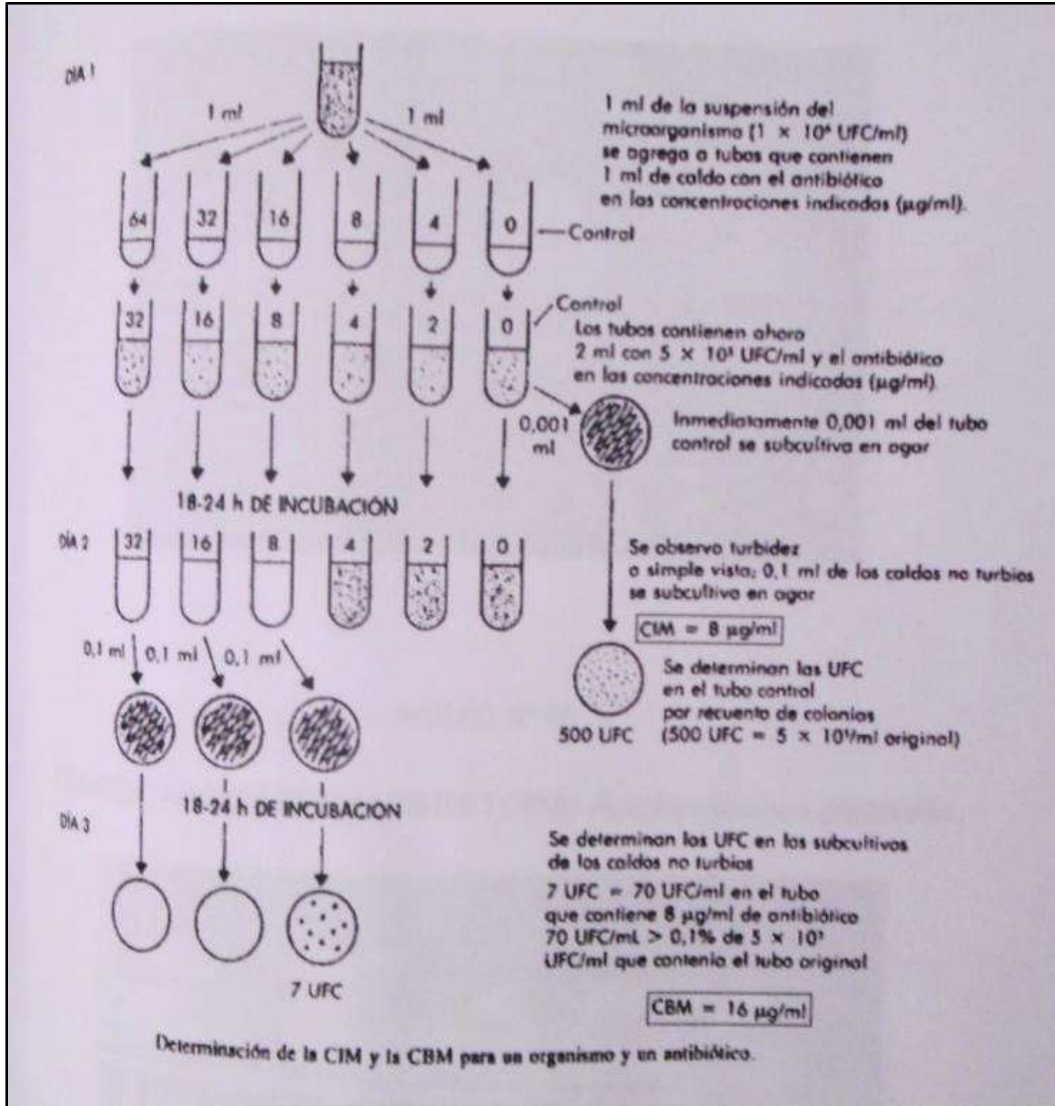 DÍA 1
1 ml
1 ml
1 ml de la suspensión del
microorganismo (1 × 10⁶ UFC/ml)
se agrega a tubos que contienen
1 ml de caldo con el antibiótico
en las concentraciones indicadas (µg/ml).
64 32 16 8 4 0
Control
Control
32 16 8 4 2 0
Los tubos contienen ahora
2 ml con 5 × 10⁵ UFC/ml y el antibiótico
en las concentraciones indicadas (µg/ml).
0,001
ml
Inmediatamente 0,001 ml del tubo
control se subcultiva en agar
18-24 h DE INCUBACIÓN
DÍA 2
32 16 8 4 2 0
Se observa turbidez
a simple vista; 0,1 ml de los caldos no turbios
se subcultiva en agar
CIM = 8 µg/ml
0,1 ml 0,1 ml 0,1 ml
Se determinan las UFC
en el tubo control
por recuento de colonias
500 UFC (500 UFC = 5 × 10⁵/ml original)
18-24 h DE INCUBACIÓN
DÍA 3
Se determinan las UFC en los subcultivos
de los caldos no turbios
7 UFC = 70 UFC/ml en el tubo
que contiene 8 µg/ml de antibiótico
70 UFC/mL > 0,1% de 5 × 10⁵
UFC/ml que contenía el tubo original
7 UFC
CBM = 16 µg/ml
Determinación de la CIM y la CBM para un organismo y un antibiótico.